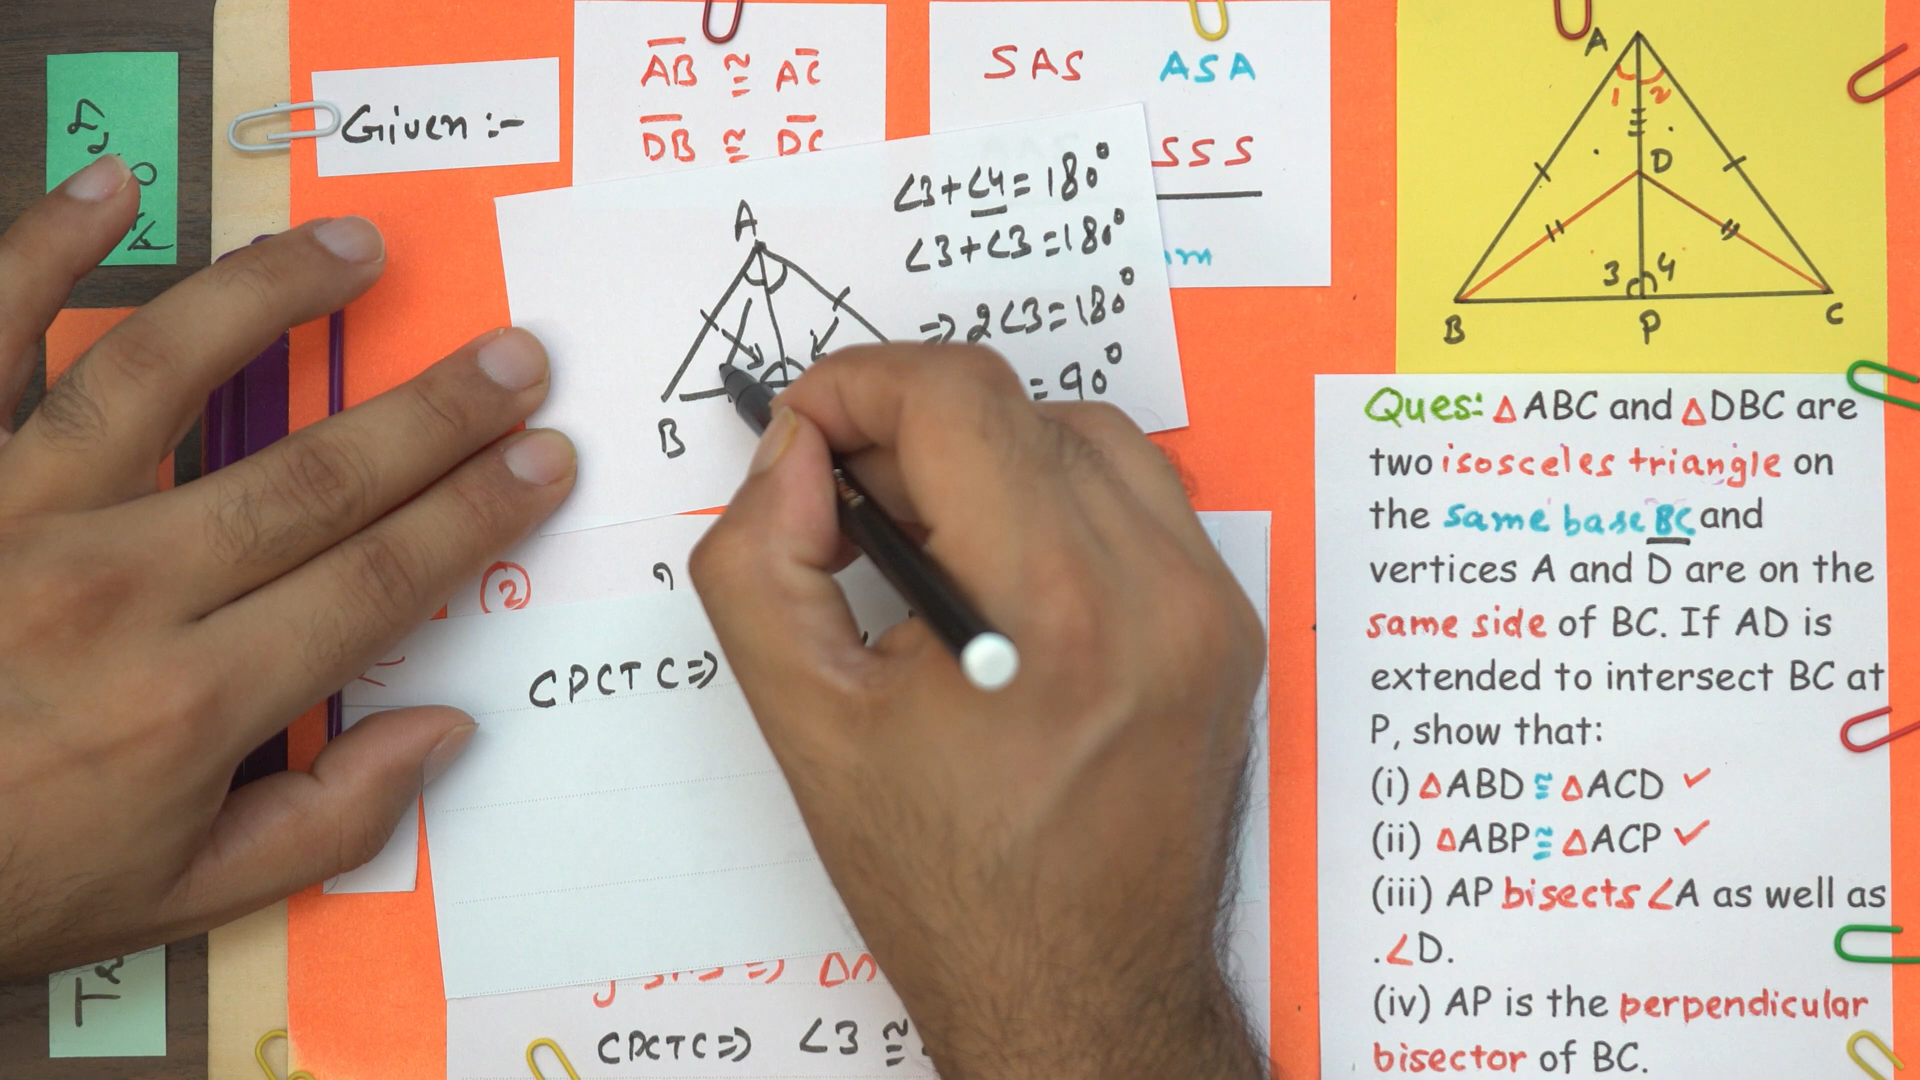 Given :-
AB ≅ AC
DB ≅ DC
SAS ASA
SSS
A
B
∠3+∠4=180°
∠3+∠3=180°
⇒ 2∠3=180°
=90°
2
CPCTC⇒
CPCTC⇒ ∠3 ≅
A
1 2
D
3 4
B P C
Ques: △ABC and △DBC are
two isosceles triangle on
the same base BC and
vertices A and D are on the
same side of BC. If AD is
extended to intersect BC at
P, show that:
(i) △ABD ≅ △ACD ✓
(ii) △ABP ≅ △ACP ✓
(iii) AP bisects ∠A as well as
.∠D.
(iv) AP is the perpendicular
bisector of BC.